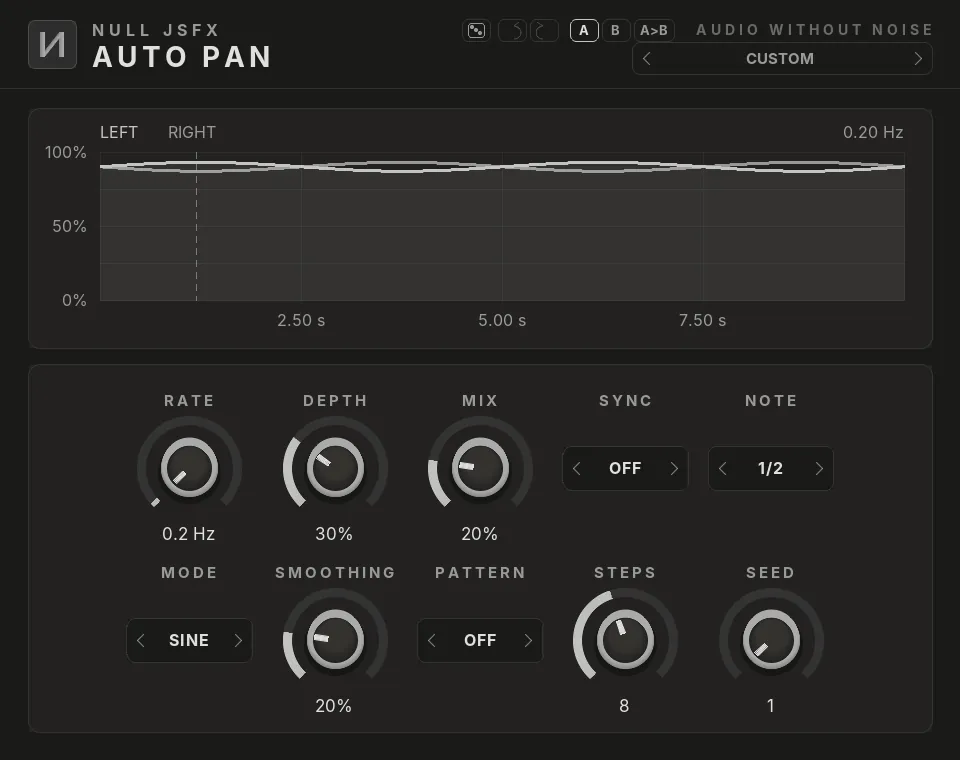 NULL JSFX
AUTO PAN
A B A>B
AUDIO WITHOUT NOISE
CUSTOM
LEFT RIGHT 0.20 Hz
100%
50%
0%
2.50 s 5.00 s 7.50 s
RATE DEPTH MIX SYNC NOTE
OFF 1/2
0.2 Hz 30% 20%
MODE SMOOTHING PATTERN STEPS SEED
SINE OFF
20% 8 1